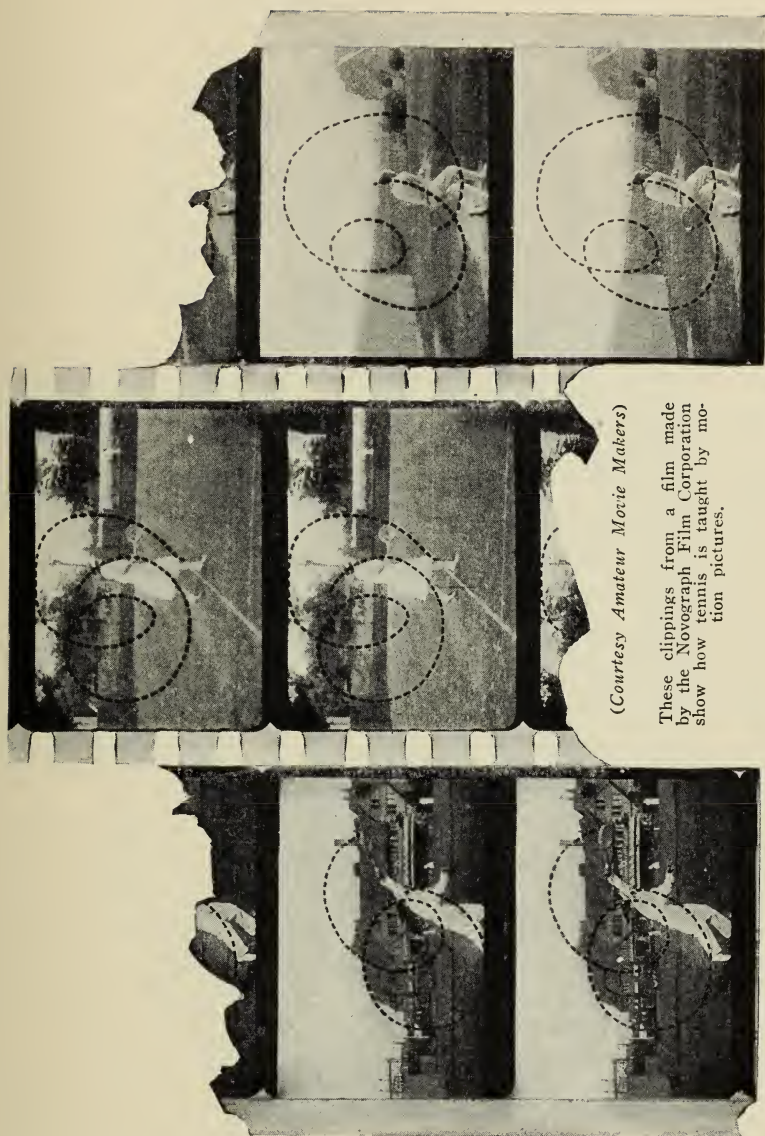 (Courtesy Amateur Movie Makers)
These clippings from a film made
by the Novograph Film Corporation
show how tennis is taught by mo-
tion pictures.